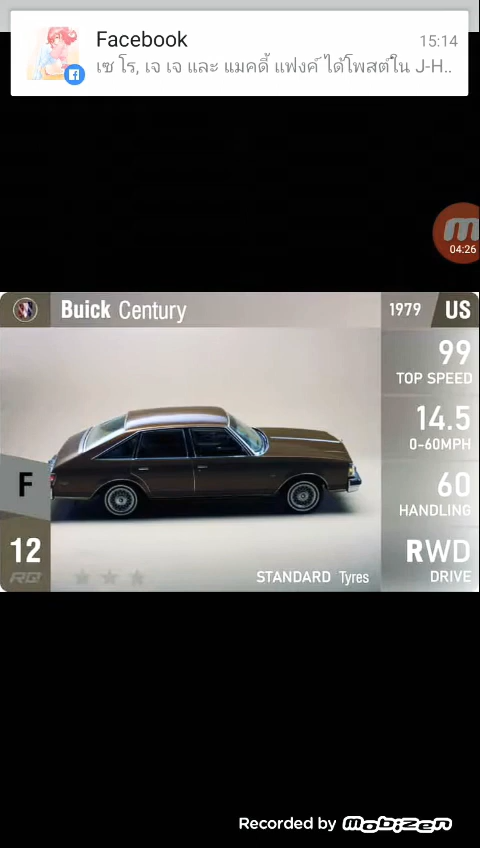 Facebook
15:14
เซ โร, เจ เจ และ แมคดี้ แฟงค์ ได้โพสต์ใน J-H..
04:26
Buick Century
1979
US
99
TOP SPEED
14.5
0-60MPH
60
HANDLING
RWD
DRIVE
F
12
RQ
STANDARD Tyres
Recorded by Mobizen